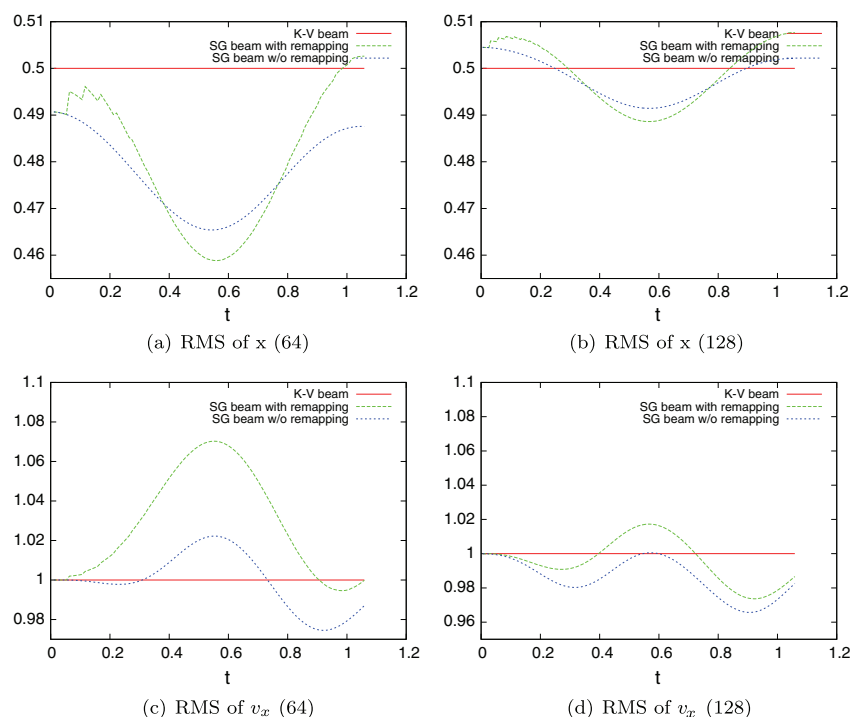 0.51
0.5
0.49
0.48
0.47
0.46
0 0.2 0.4 0.6 0.8 1 1.2
t
K-V beam
SG beam with remapping
SG beam w/o remapping
(a) RMS of x (64)
0.51
0.5
0.49
0.48
0.47
0.46
0 0.2 0.4 0.6 0.8 1 1.2
t
K-V beam
SG beam with remapping
SG beam w/o remapping
(b) RMS of x (128)
1.1
1.08
1.06
1.04
1.02
1
0.98
0 0.2 0.4 0.6 0.8 1 1.2
t
K-V beam
SG beam with remapping
SG beam w/o remapping
(c) RMS of vₓ (64)
1.1
1.08
1.06
1.04
1.02
1
0.98
0.96
0 0.2 0.4 0.6 0.8 1 1.2
t
K-V beam
SG beam with remapping
SG beam w/o remapping
(d) RMS of vₓ (128)